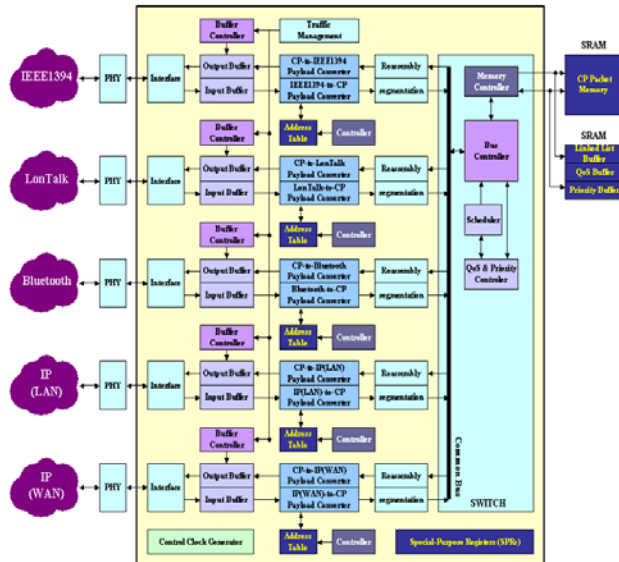 Buffer
Controller
Traffic
Management
SRAM
IEEE1394
PHY
Interface
Output Buffer
Input Buffer
CP-to-IEEE1394
Payload Converter
IEEE1394-to-CP
Payload Converter
Reassembly
segmentation
Memory
Controller
CP Packet
Memory
Buffer
Controller
Address
Table
Controller
Bus
Controller
SRAM
Linked List
Buffer
QoS Buffer
Priority Buffer
LonTalk
PHY
Interface
Output Buffer
Input Buffer
CP-to-LonTalk
Payload Converter
LonTalk-to-CP
Payload Converter
Reassembly
segmentation
Scheduler
Buffer
Controller
Address
Table
Controller
QoS & Priority
Controler
Bluetooth
PHY
Interface
Output Buffer
Input Buffer
CP-to-Bluetooth
Payload Converter
Bluetooth-to-CP
Payload Converter
Reassembly
segmentation
Buffer
Controller
Address
Table
Controller
IP
(LAN)
PHY
Interface
Output Buffer
Input Buffer
CP-to-IP(LAN)
Payload Converter
IP(LAN)-to-CP
Payload Converter
Reassembly
segmentation
Buffer
Controller
Address
Table
Controller
Common Bus
IP
(WAN)
PHY
Interface
Output Buffer
Input Buffer
CP-to-IP(WAN)
Payload Converter
IP(WAN)-to-CP
Payload Converter
Reassembly
segmentation
SWITCH
Control Clock Generator
Address
Table
Controller
Special-Purpose Registers (SPRs)